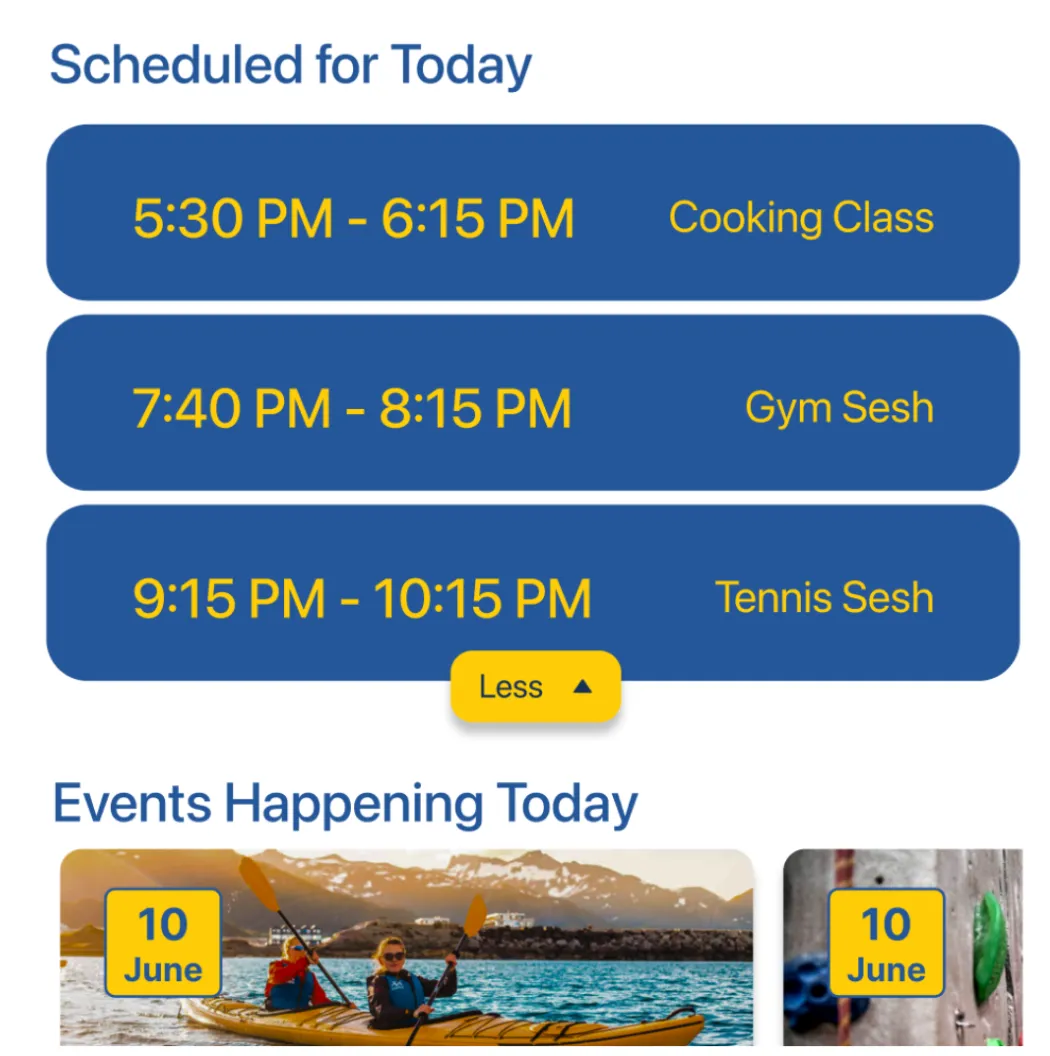 Scheduled for Today
5:30 PM - 6:15 PM Cooking Class
7:40 PM - 8:15 PM Gym Sesh
9:15 PM - 10:15 PM Tennis Sesh
Less
Events Happening Today
10
June
10
June